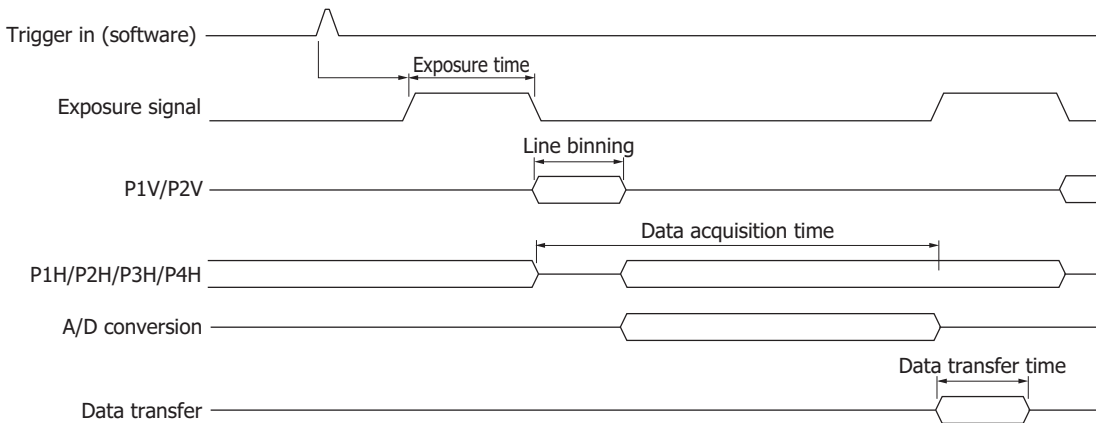 Trigger in (software)
Exposure time
Exposure signal
Line binning
P1V/P2V
Data acquisition time
P1H/P2H/P3H/P4H
A/D conversion
Data transfer time
Data transfer